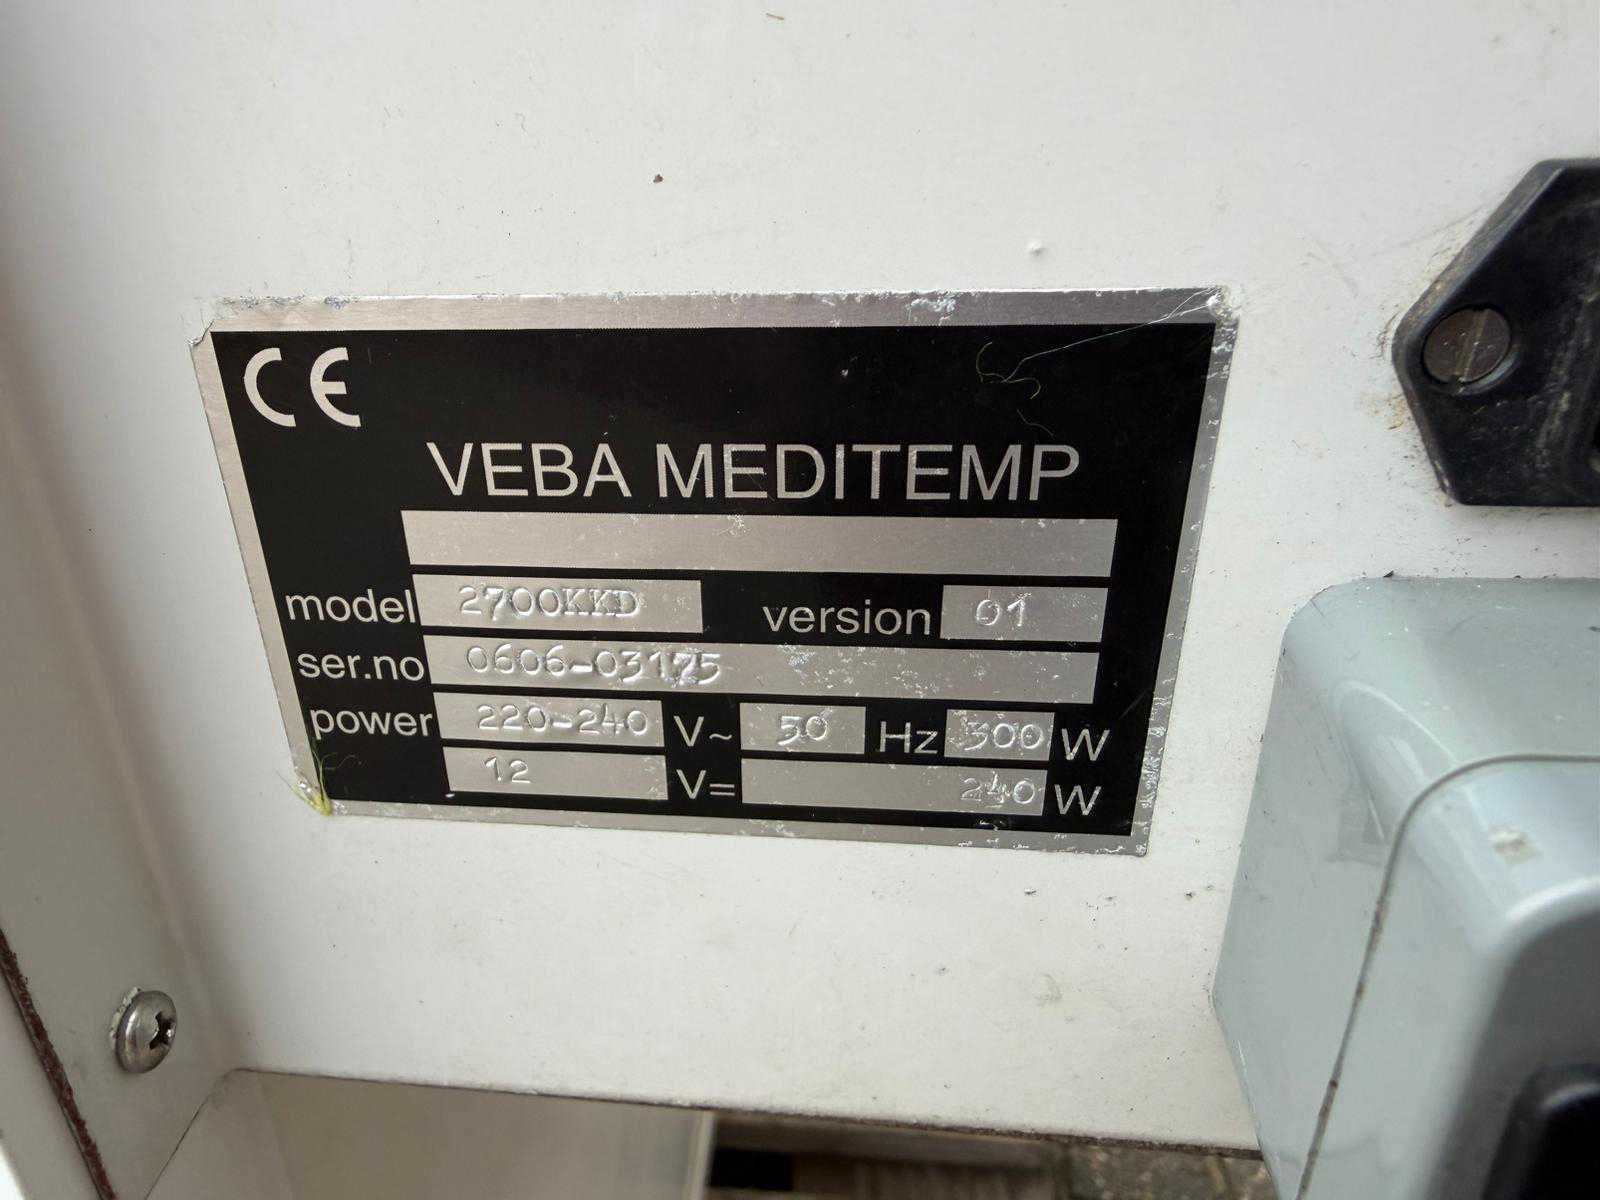 CE
VEBA MEDITEMP
model 2700KKD version 01
ser.no 0606-03175
power 220-240 V~ 50 Hz 300 W
12 V= 240 W